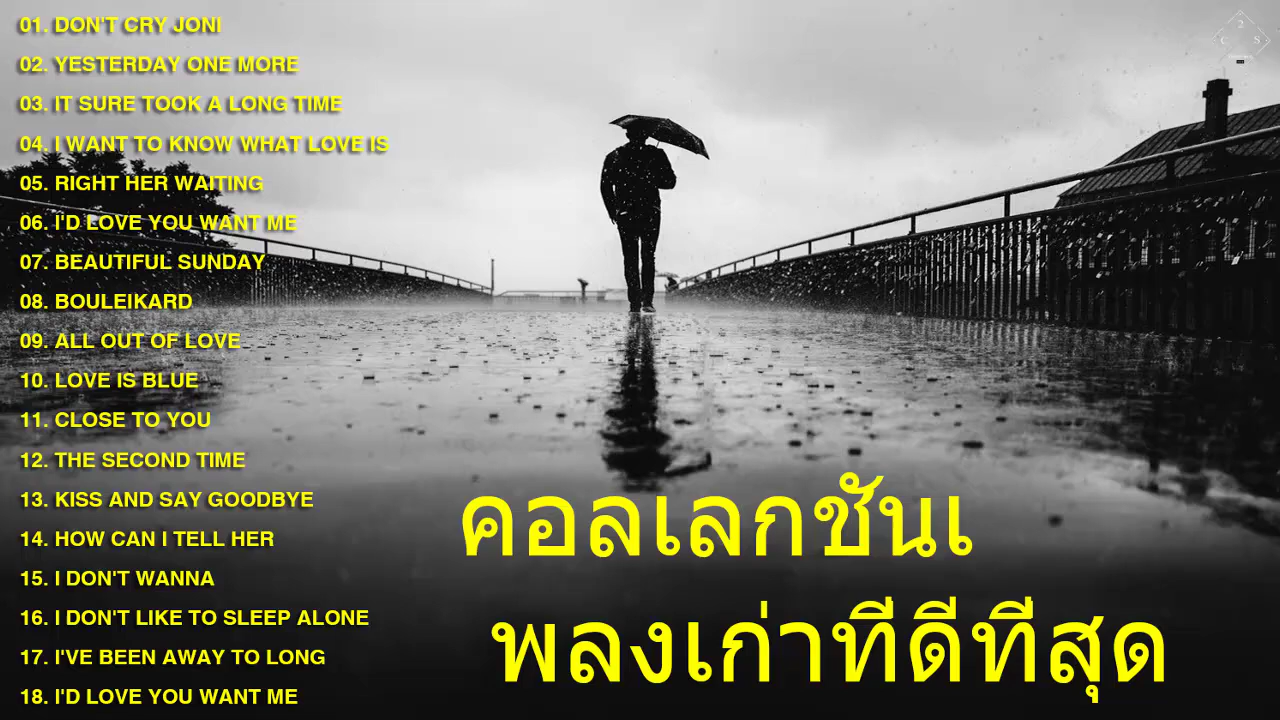 01. DON'T CRY JONI
02. YESTERDAY ONE MORE
03. IT SURE TOOK A LONG TIME
04. I WANT TO KNOW WHAT LOVE IS
05. RIGHT HER WAITING
06. I'D LOVE YOU WANT ME
07. BEAUTIFUL SUNDAY
08. BOULEIKARD
09. ALL OUT OF LOVE
10. LOVE IS BLUE
11. CLOSE TO YOU
12. THE SECOND TIME
13. KISS AND SAY GOODBYE
14. HOW CAN I TELL HER
15. I DON'T WANNA
16. I DON'T LIKE TO SLEEP ALONE
17. I'VE BEEN AWAY TO LONG
18. I'D LOVE YOU WANT ME
2
C S
คอลเลกชันเ
พลงเก่าที่ดีที่สุด